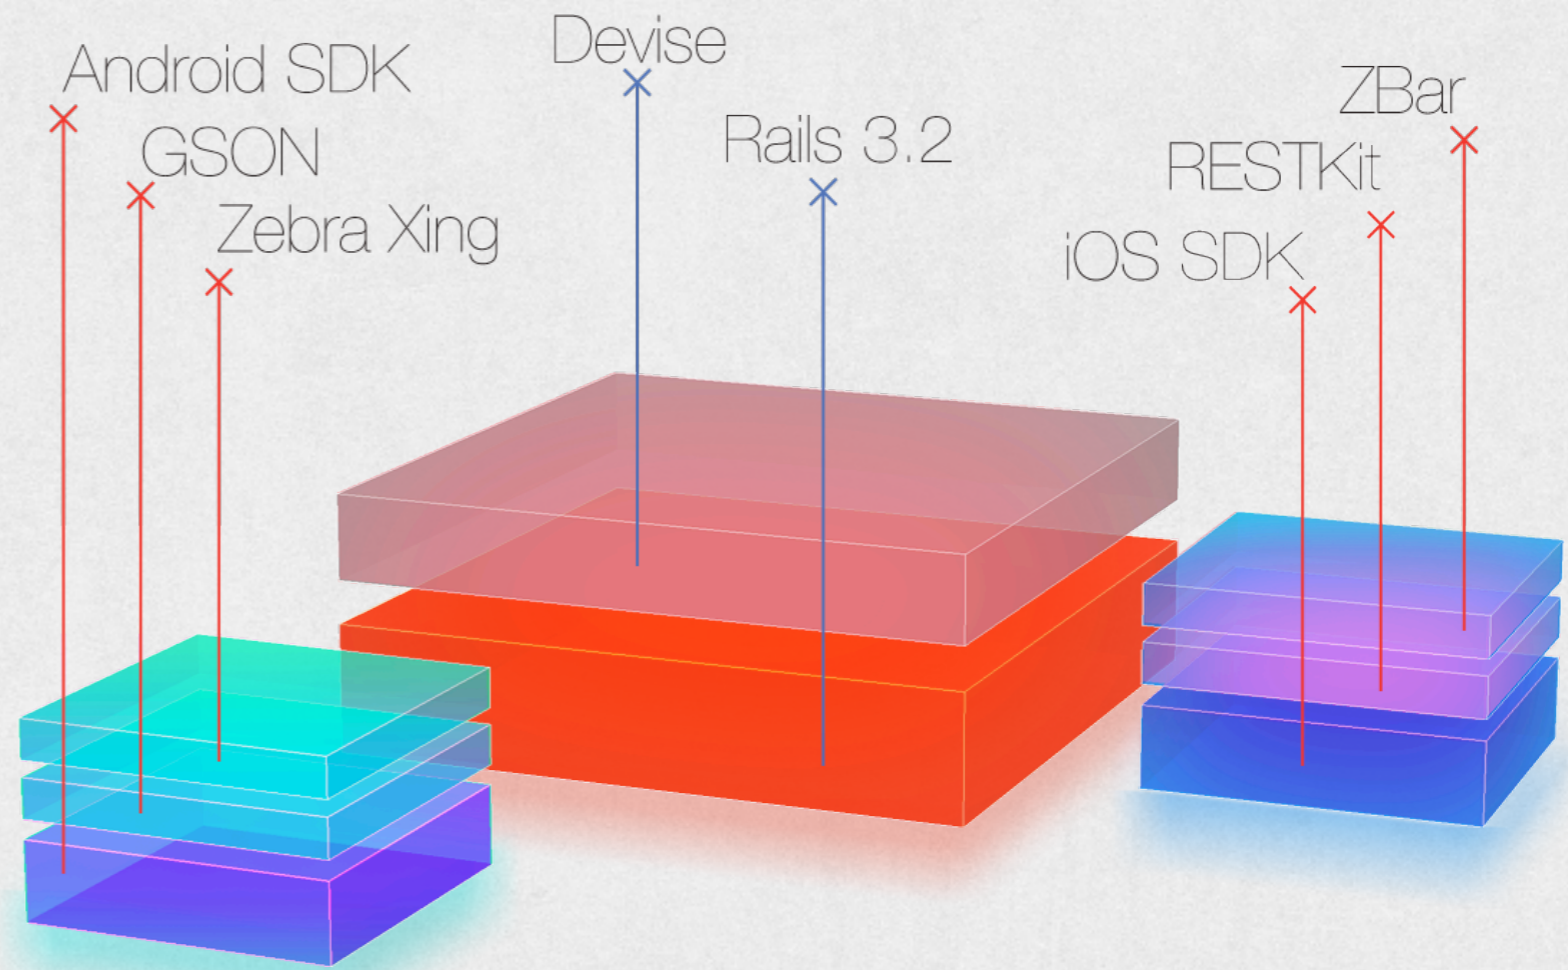 Android SDK
GSON
Zebra Xing
Devise
Rails 3.2
ZBar
RESTKit
iOS SDK